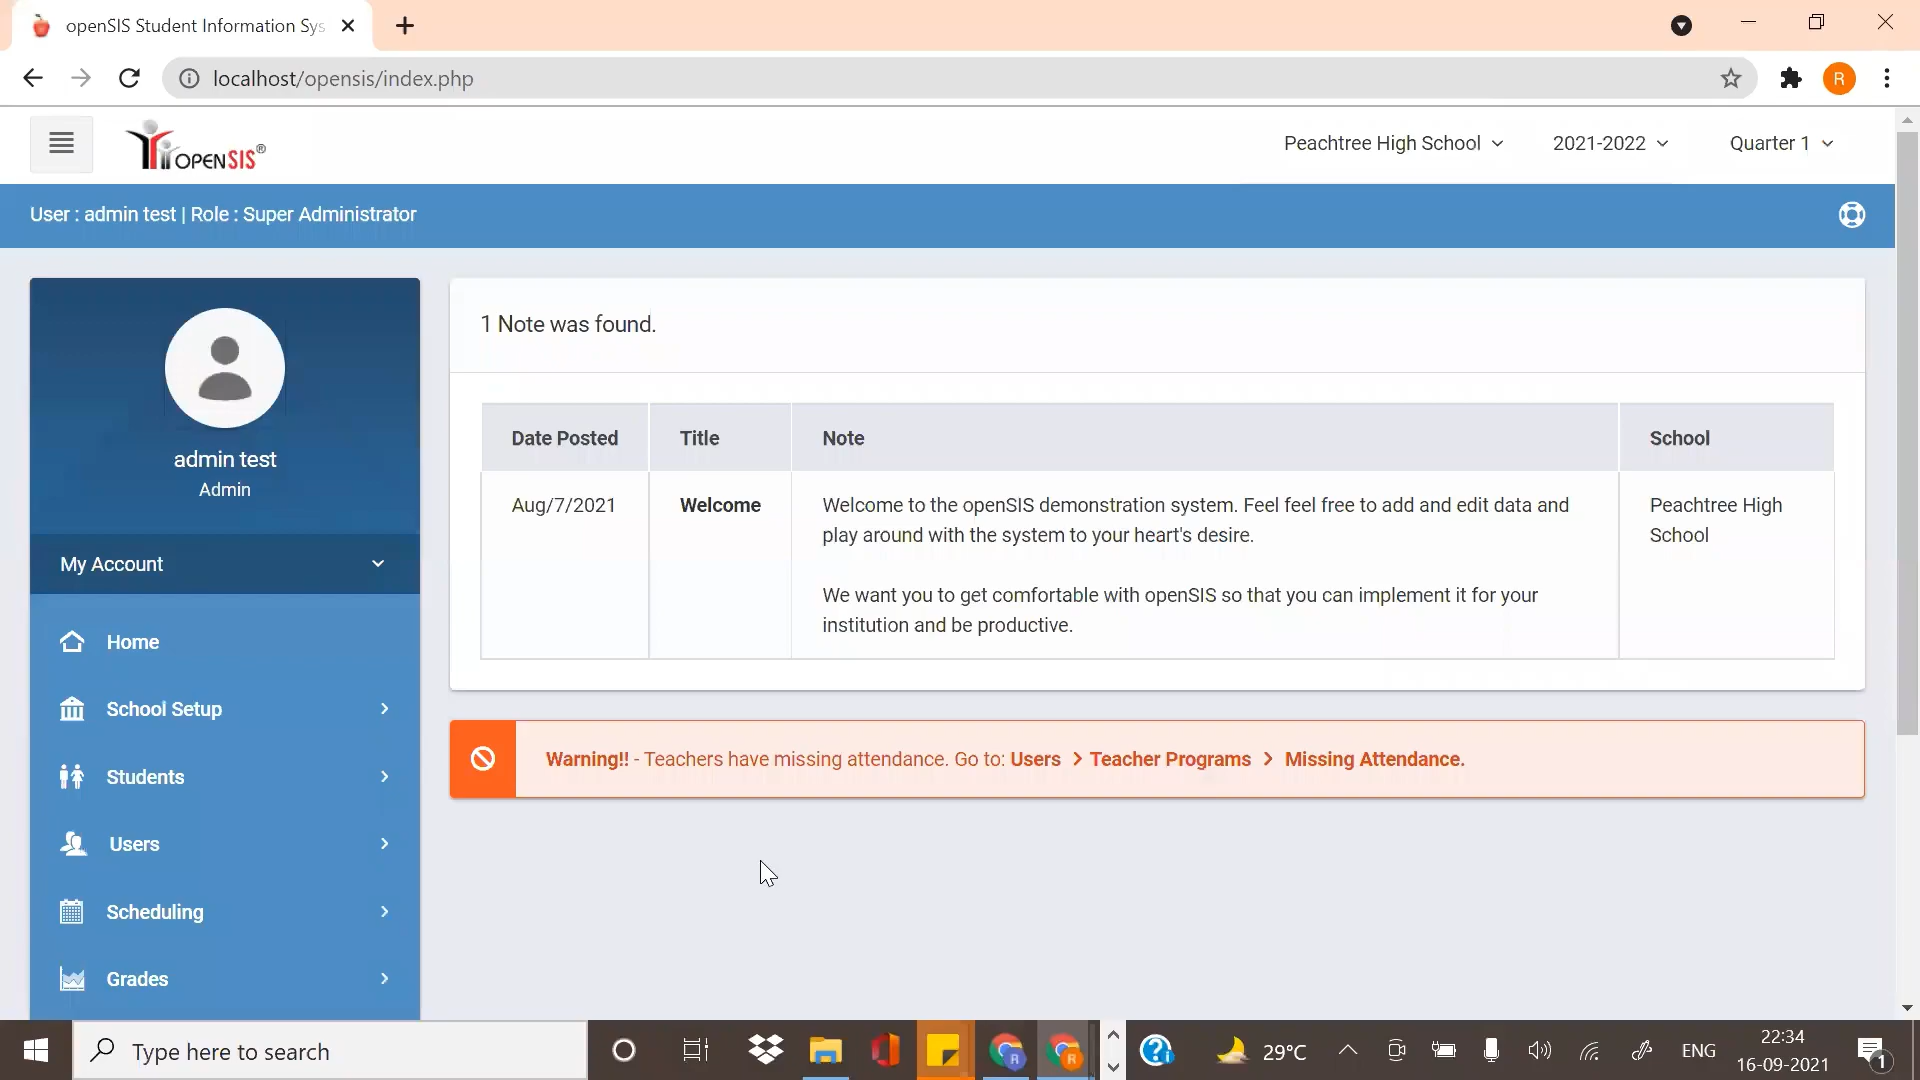 openSIS Student Information Sys
localhost/opensis/index.php
OPENSIS®
Peachtree High School
2021-2022
Quarter 1
User : admin test | Role : Super Administrator
admin test
Admin
My Account
Home
School Setup
Students
Users
Scheduling
Grades
1 Note was found.
Date Posted Title Note School
Aug/7/2021 Welcome Welcome to the openSIS demonstration system. Feel feel free to add and edit data and Peachtree High
play around with the system to your heart's desire. School
We want you to get comfortable with openSIS so that you can implement it for your
institution and be productive.
Warning!! - Teachers have missing attendance. Go to: Users > Teacher Programs > Missing Attendance.
Type here to search
29°C
ENG
22:34
16-09-2021
1
R
R
R